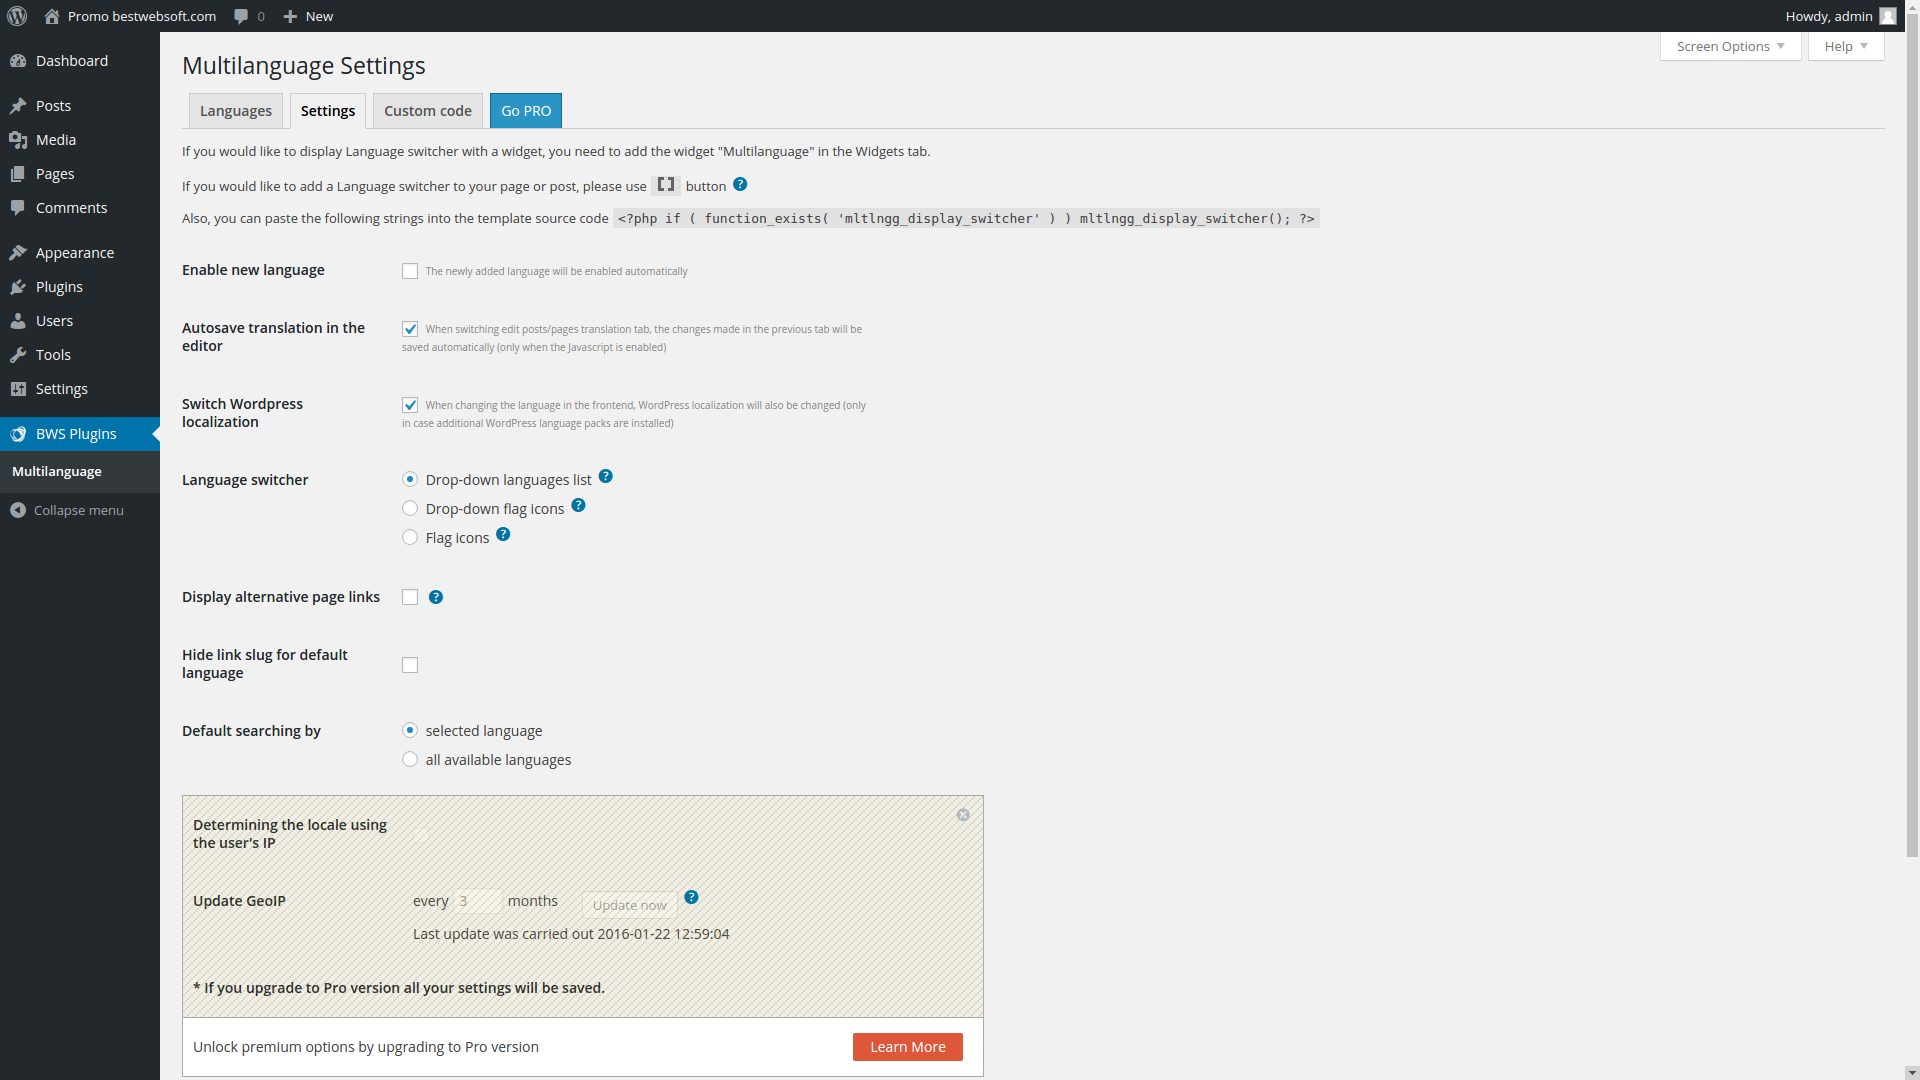 Promo bestwebsoft.com
0
New
Howdy, admin
Dashboard
Posts
Media
Pages
Comments
Appearance
Plugins
Users
Tools
Settings
BWS Plugins
Multilanguage
Collapse menu
Screen Options
Help
Multilanguage Settings
Languages
Settings
Custom code
Go PRO
If you would like to display Language switcher with a widget, you need to add the widget "Multilanguage" in the Widgets tab.
If you would like to add a Language switcher to your page or post, please use [] button ?
Also, you can paste the following strings into the template source code <?php if ( function_exists( 'mltlngg_display_switcher' ) ) mltlngg_display_switcher(); ?>
Enable new language
The newly added language will be enabled automatically
Autosave translation in the
editor
When switching edit posts/pages translation tab, the changes made in the previous tab will be
saved automatically (only when the Javascript is enabled)
Switch Wordpress
localization
When changing the language in the frontend, WordPress localization will also be changed (only
in case additional WordPress language packs are installed)
Language switcher
Drop-down languages list ?
Drop-down flag icons ?
Flag icons ?
Display alternative page links
?
Hide link slug for default
language
Default searching by
selected language
all available languages
Determining the locale using
the user's IP
Update GeoIP
every 3 months
Update now
?
Last update was carried out 2016-01-22 12:59:04
* If you upgrade to Pro version all your settings will be saved.
Unlock premium options by upgrading to Pro version
Learn More